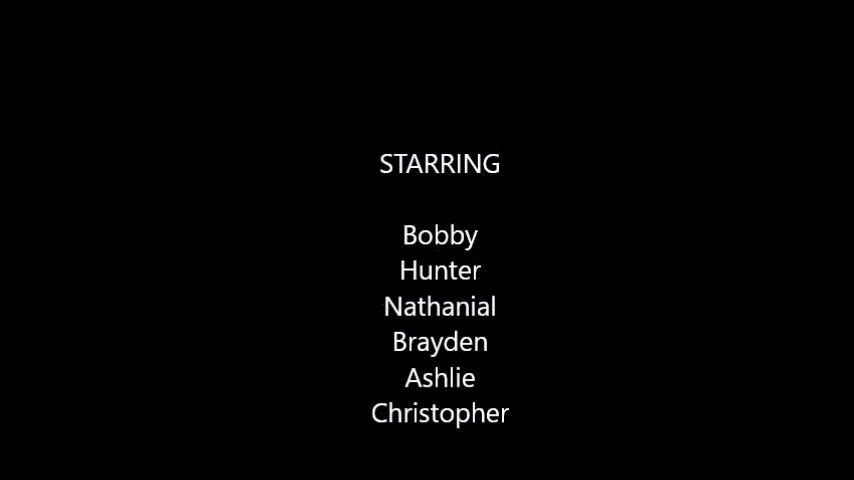 STARRING
Bobby
Hunter
Nathanial
Brayden
Ashlie
Christopher